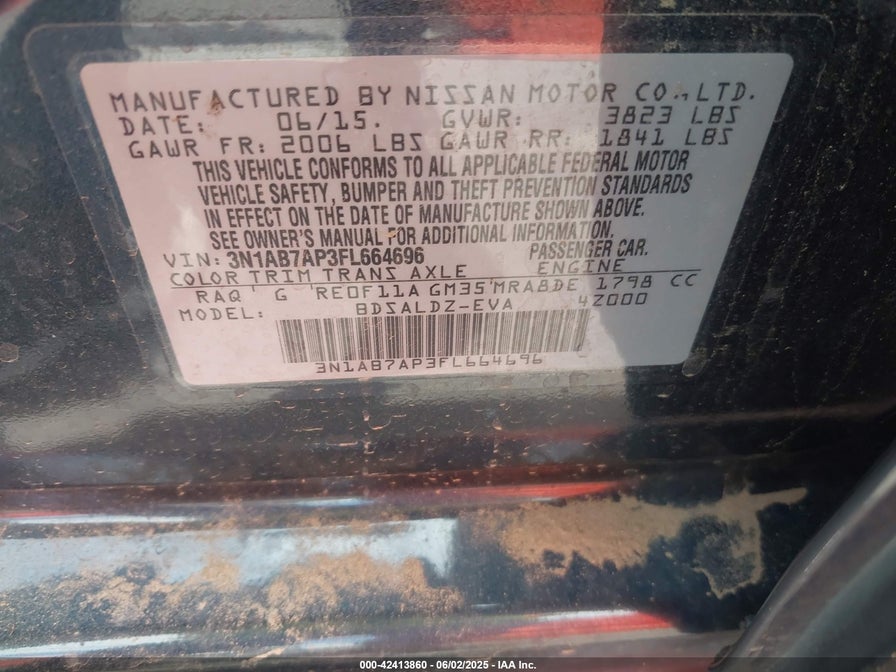 MANUFACTURED BY NISSAN MOTOR CO., LTD.
DATE: 06/15. GVWR: 3823 LBS
GAWR FR: 2006 LBS GAWR RR: 1841 LBS
THIS VEHICLE CONFORMS TO ALL APPLICABLE FEDERAL MOTOR
VEHICLE SAFETY, BUMPER AND THEFT PREVENTION STANDARDS
IN EFFECT ON THE DATE OF MANUFACTURE SHOWN ABOVE.
SEE OWNER'S MANUAL FOR ADDITIONAL INFORMATION.
VIN: 3N1AB7AP3FL664696 PASSENGER CAR.
COLOR TRIM TRANS AXLE ENGINE
RAQ ' G 'RE0F11A GM35'MRA8DE 1798 CC
MODEL: BDSALDZ-EVA 4Z000
3N1AB7AP3FL664696
000-42413860 - 06/02/2025 - IAA Inc.